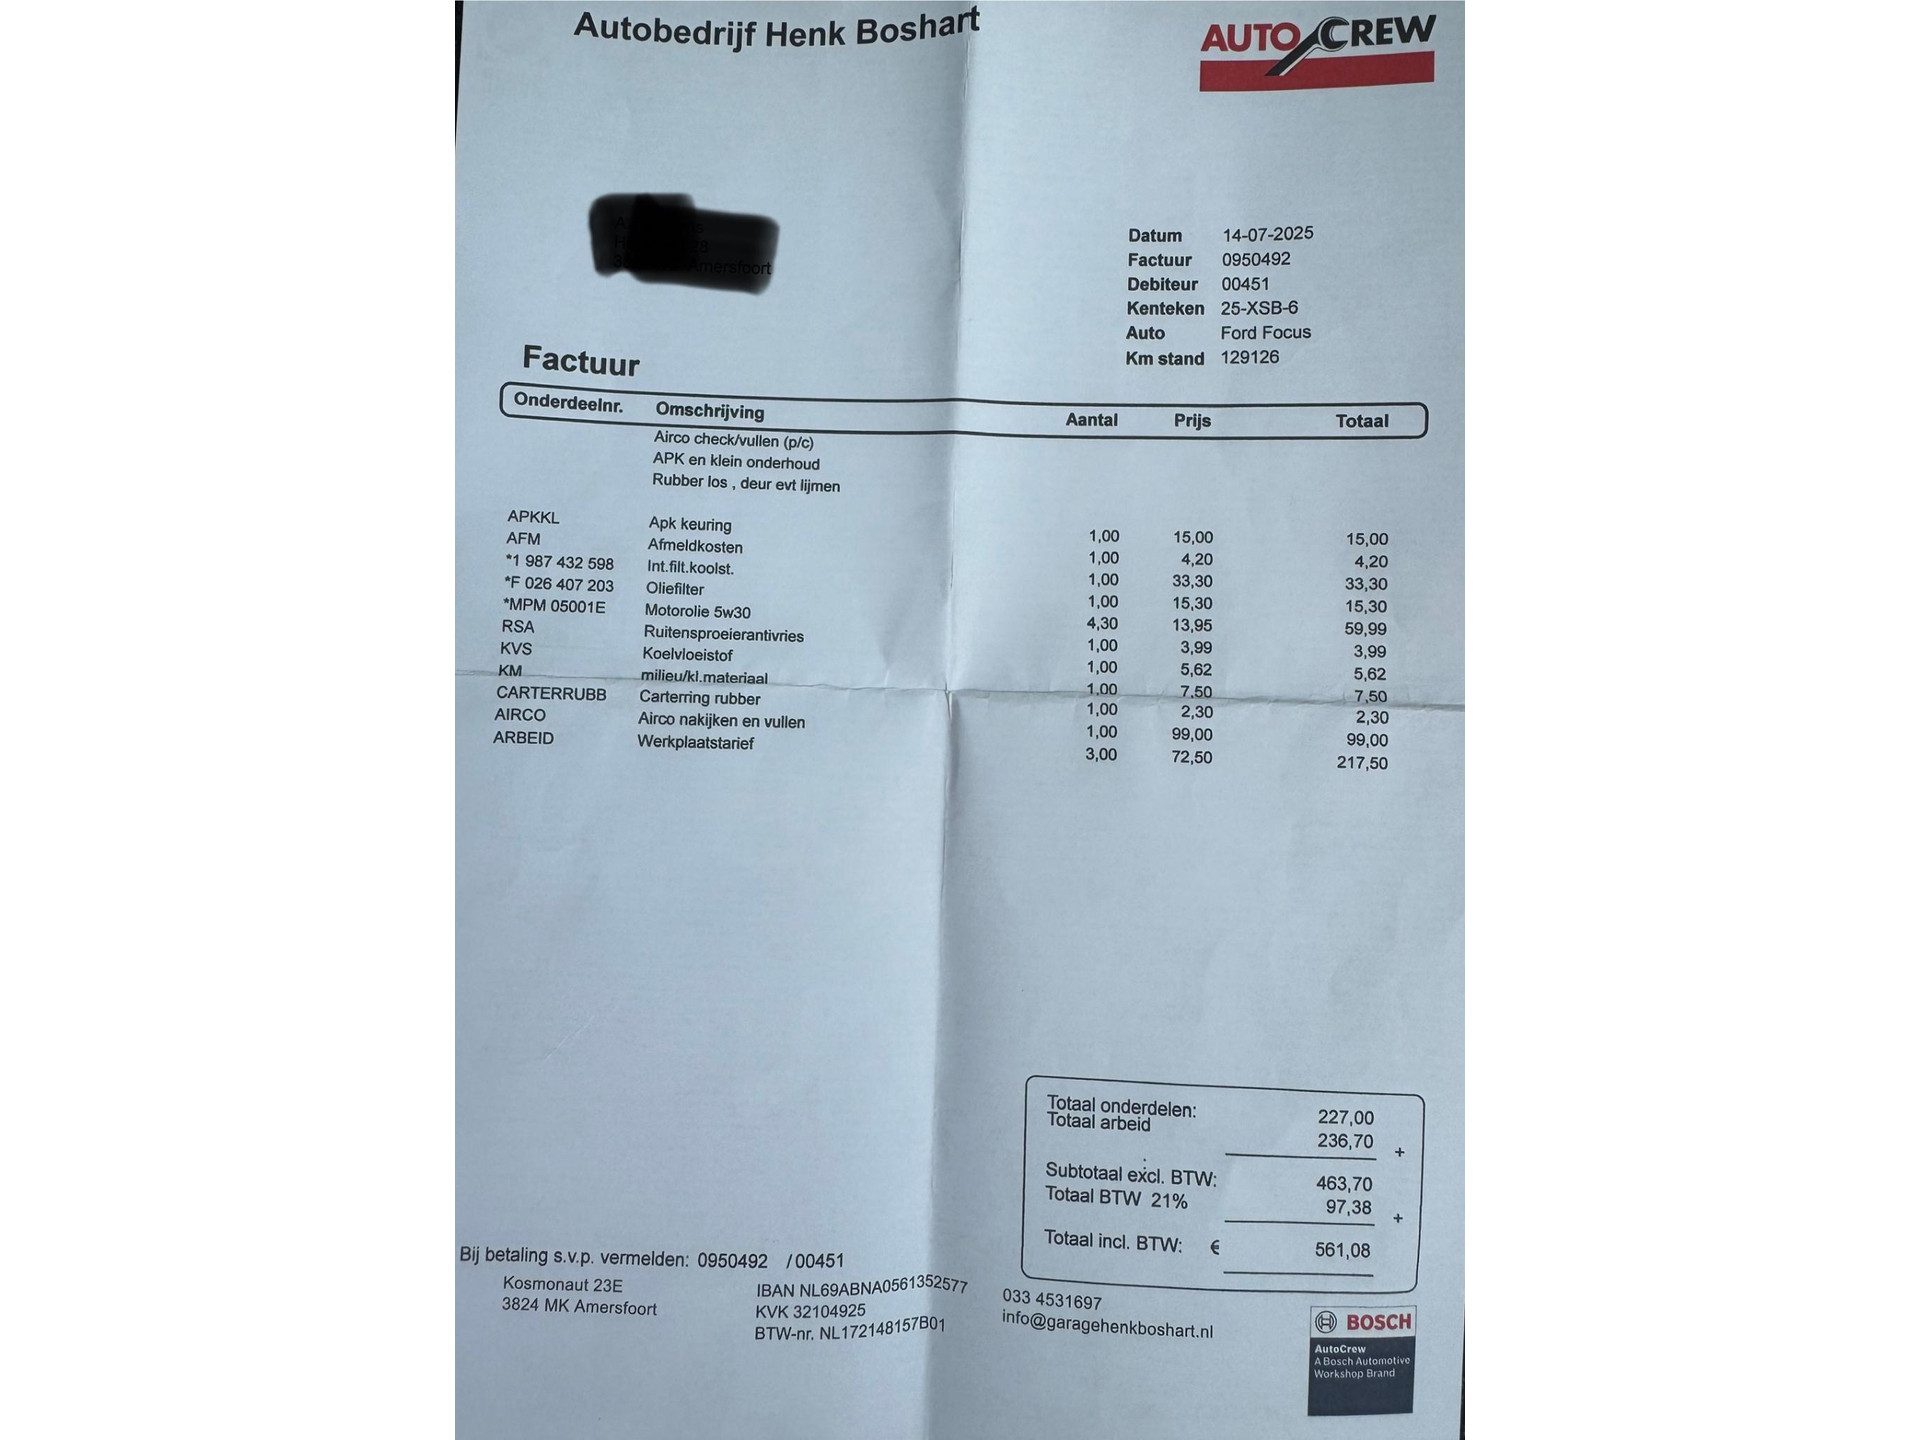 Autobedrijf Henk Boshart
AUTO CREW
Amersfoort
Datum 14-07-2025
Factuur 0950492
Debiteur 00451
Kenteken 25-XSB-6
Auto Ford Focus
Km stand 129126
Factuur
Onderdeelnr. Omschrijving Aantal Prijs Totaal
Airco check/vullen (p/c)
APK en klein onderhoud
Rubber los , deur evt lijmen
APKKL Apk keuring 1,00 15,00 15,00
AFM Afmeldkosten 1,00 4,20 4,20
*1 987 432 598 Int.filt.koolst. 1,00 33,30 33,30
*F 026 407 203 Oliefilter 1,00 15,30 15,30
*MPM 05001E Motorolie 5w30 4,30 13,95 59,99
RSA Ruitensproeierantivries 1,00 3,99 3,99
KVS Koelvloeistof 1,00 5,62 5,62
KM milieu/kl.materiaal 1,00 7,50 7,50
CARTERRUBB Carterring rubber 1,00 2,30 2,30
AIRCO Airco nakijken en vullen 1,00 99,00 99,00
ARBEID Werkplaatstarief 3,00 72,50 217,50
Totaal onderdelen: 227,00
Totaal arbeid 236,70 +
Subtotaal excl. BTW: 463,70
Totaal BTW 21% 97,38 +
Totaal incl. BTW: € 561,08
Bij betaling s.v.p. vermelden: 0950492 /00451
Kosmonaut 23E IBAN NL69ABNA0561352577 033 4531697
3824 MK Amersfoort KVK 32104925 info@garagehenkboshart.nl
BTW-nr. NL172148157B01
BOSCH
AutoCrew
A Bosch Automotive
Workshop Brand